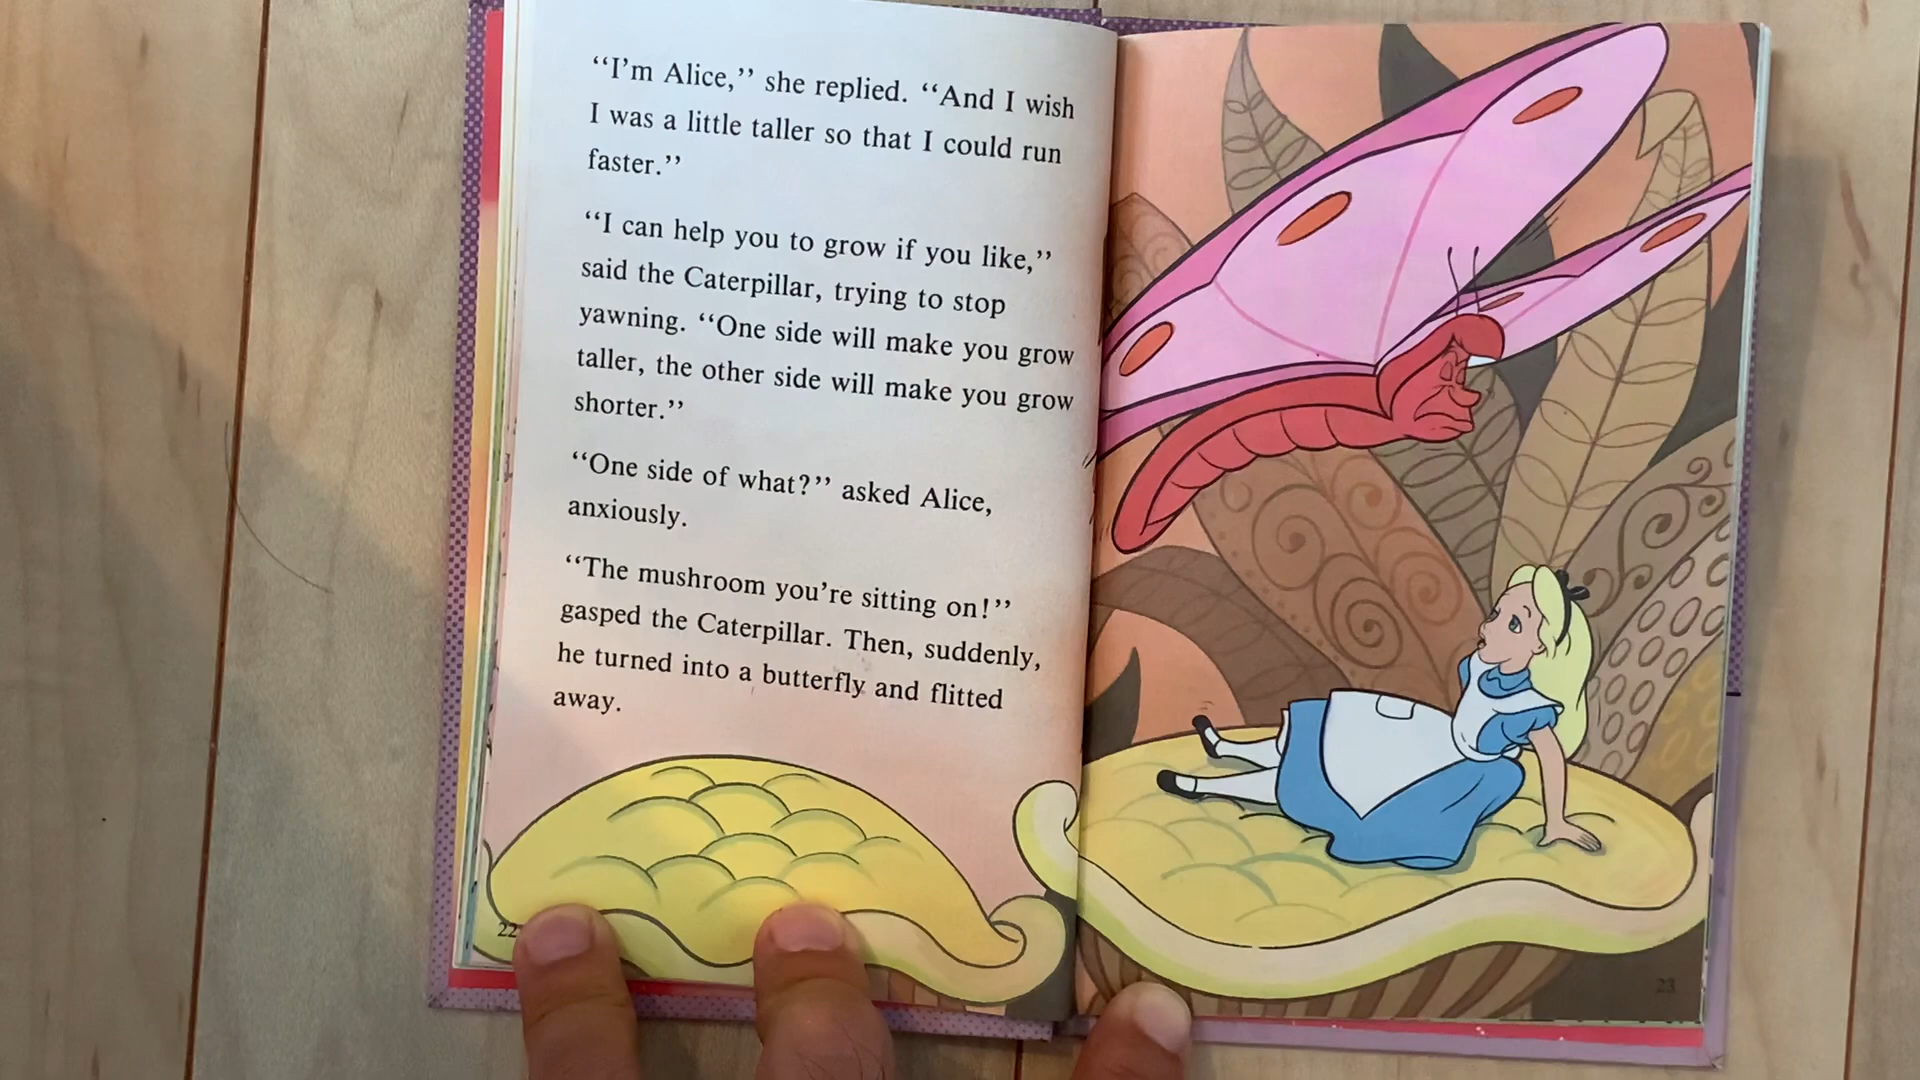 ‘‘I’m Alice,’’ she replied. ‘‘And I wish
I was a little taller so that I could run
faster.’’
‘‘I can help you to grow if you like,’’
said the Caterpillar, trying to stop
yawning. ‘‘One side will make you grow
taller, the other side will make you grow
shorter.’’
‘‘One side of what?’’ asked Alice,
anxiously.
‘‘The mushroom you’re sitting on!’’
gasped the Caterpillar. Then, suddenly,
he turned into a butterfly and flitted
away.
22
23